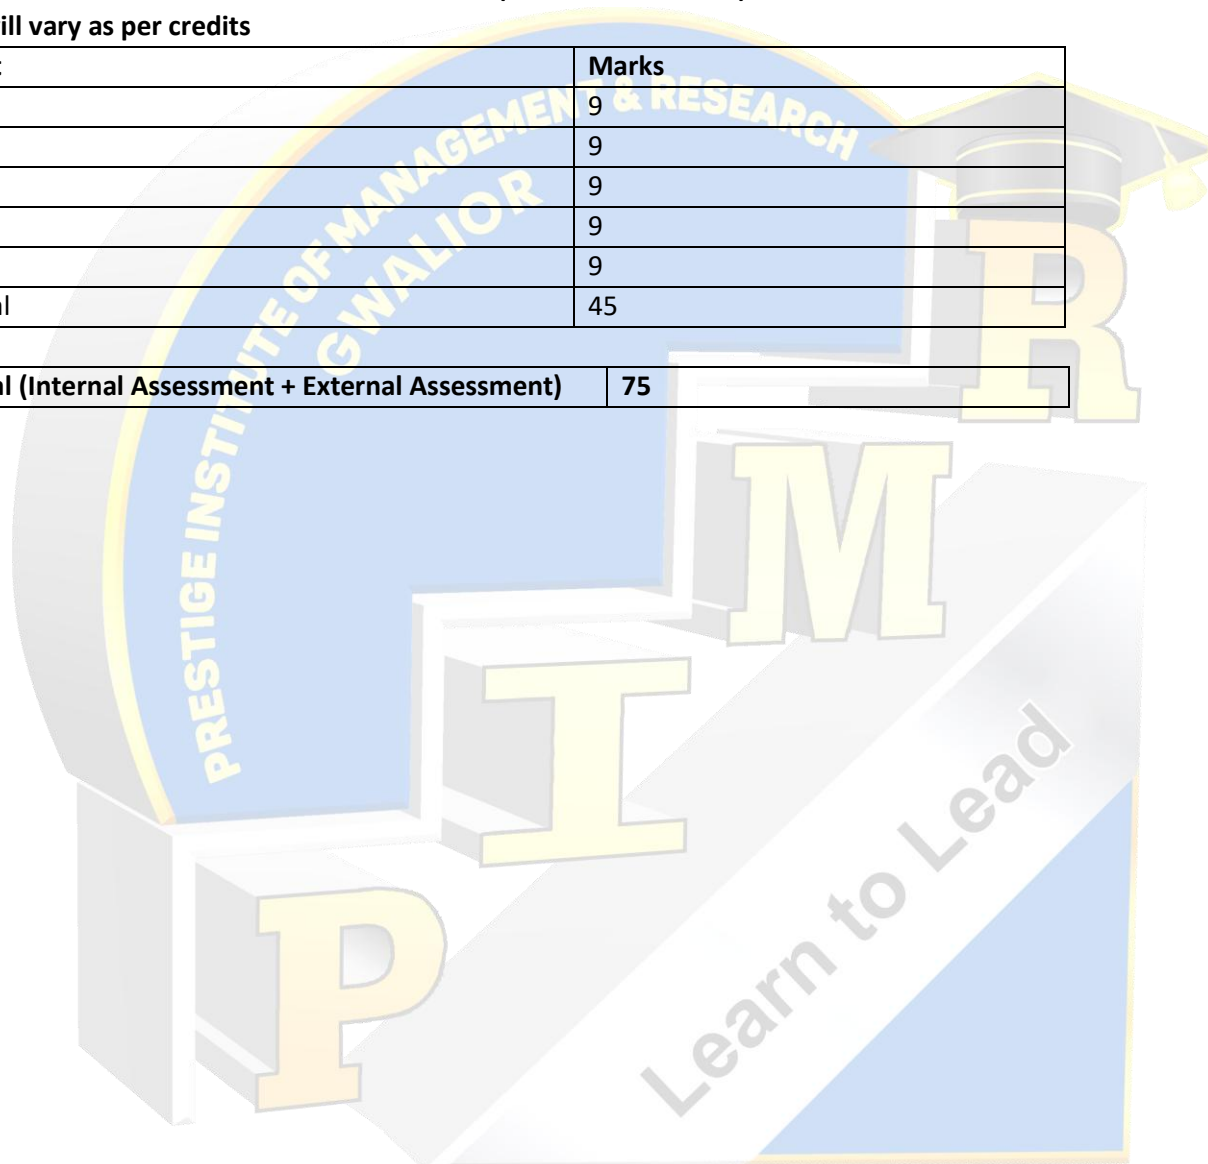 vary as per credits
Marks
9
9
9
9
9
45
(Internal Assessment + External Assessment) 75
PRESTIGE INSTITUTE OF MANAGEMENT & RESEARCH
GWALIOR
R
M
I
P
Learn to Lead